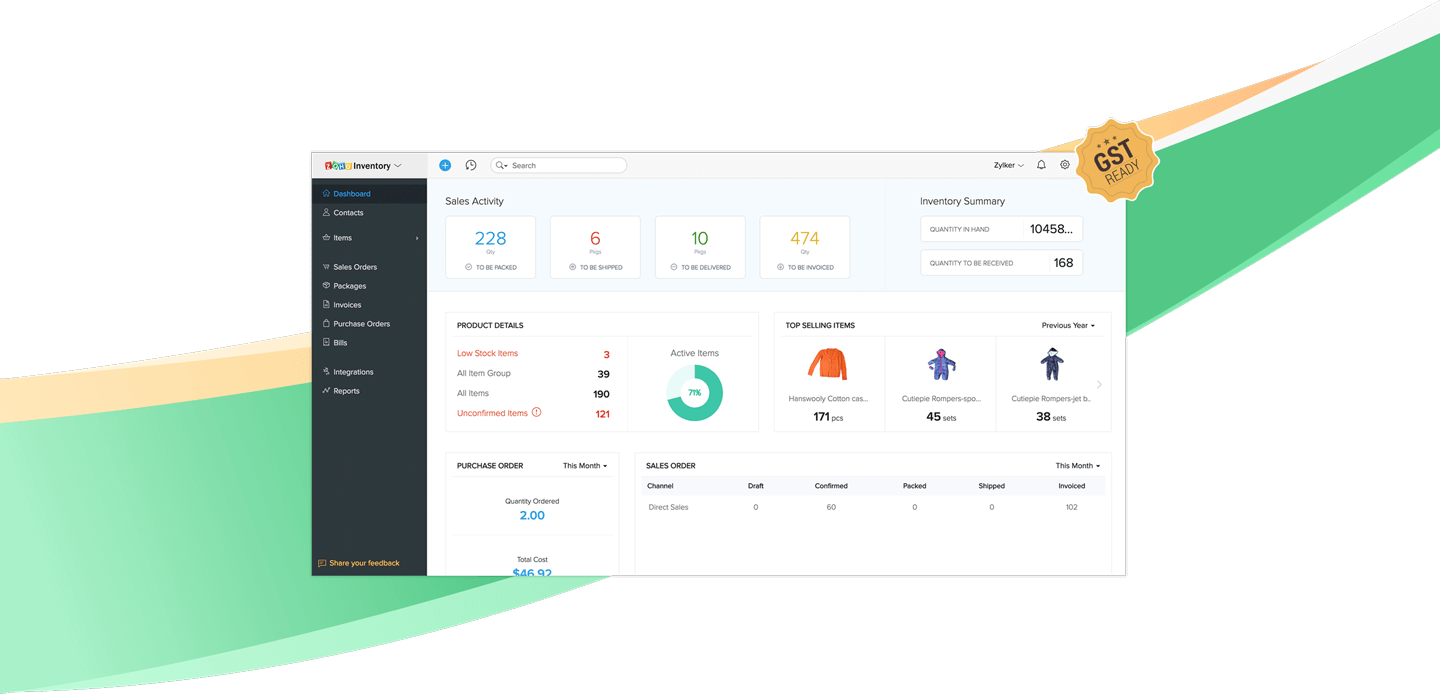 ZOHO Inventory
Search
Zylker
GST
READY
Dashboard
Contacts
Items
Sales Orders
Packages
Invoices
Purchase Orders
Bills
Integrations
Reports
Share your feedback
Sales Activity
228
Qty
TO BE PACKED
6
Pkgs
TO BE SHIPPED
10
Pkgs
TO BE DELIVERED
474
Qty
TO BE INVOICED
Inventory Summary
QUANTITY IN HAND 10458...
QUANTITY TO BE RECEIVED 168
PRODUCT DETAILS
Low Stock Items 3
All Item Group 39
All Items 190
Unconfirmed Items 121
Active Items
71%
TOP SELLING ITEMS Previous Year
Hanswooly Cotton cas...
171 pcs
Cutiepie Rompers-spo...
45 sets
Cutiepie Rompers-jet b..
38 sets
PURCHASE ORDER This Month
Quantity Ordered
2.00
Total Cost
$46.92
SALES ORDER This Month
Channel Draft Confirmed Packed Shipped Invoiced
Direct Sales 0 60 0 0 102